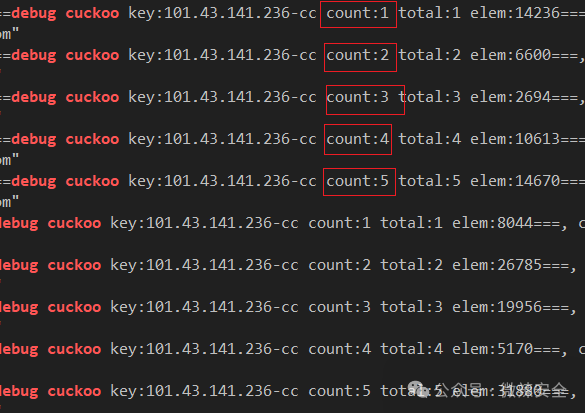 ==debug cuckoo key:101.43.141.236-cc count:1 total:1 elem:14236===
om"
==debug cuckoo key:101.43.141.236-cc count:2 total:2 elem:6600===,
==debug cuckoo key:101.43.141.236-cc count:3 total:3 elem:2694===,
==debug cuckoo key:101.43.141.236-cc count:4 total:4 elem:10613===
om"
==debug cuckoo key:101.43.141.236-cc count:5 total:5 elem:14670===
om"
debug cuckoo key:101.43.141.236-cc count:1 total:1 elem:8044===, c
debug cuckoo key:101.43.141.236-cc count:2 total:2 elem:26785===,
debug cuckoo key:101.43.141.236-cc count:3 total:3 elem:19956===,
debug cuckoo key:101.43.141.236-cc count:4 total:4 elem:5170===, c
debug cuckoo key:101.43.141.236-cc count:5 total:5 elem:11880===,
公众号
安全